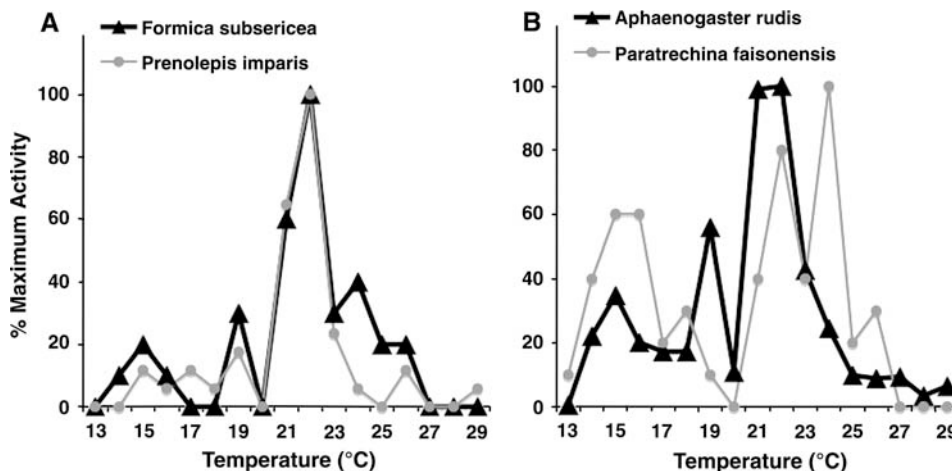 A
Formica subsericea
Prenolepis imparis
% Maximum Activity
100
80
60
40
20
0
13 15 17 19 21 23 25 27 29
Temperature (°C)
B
Aphaenogaster rudis
Paratrechina faisonensis
100
80
60
40
20
0
13 15 17 19 21 23 25 27 29
Temperature (°C)